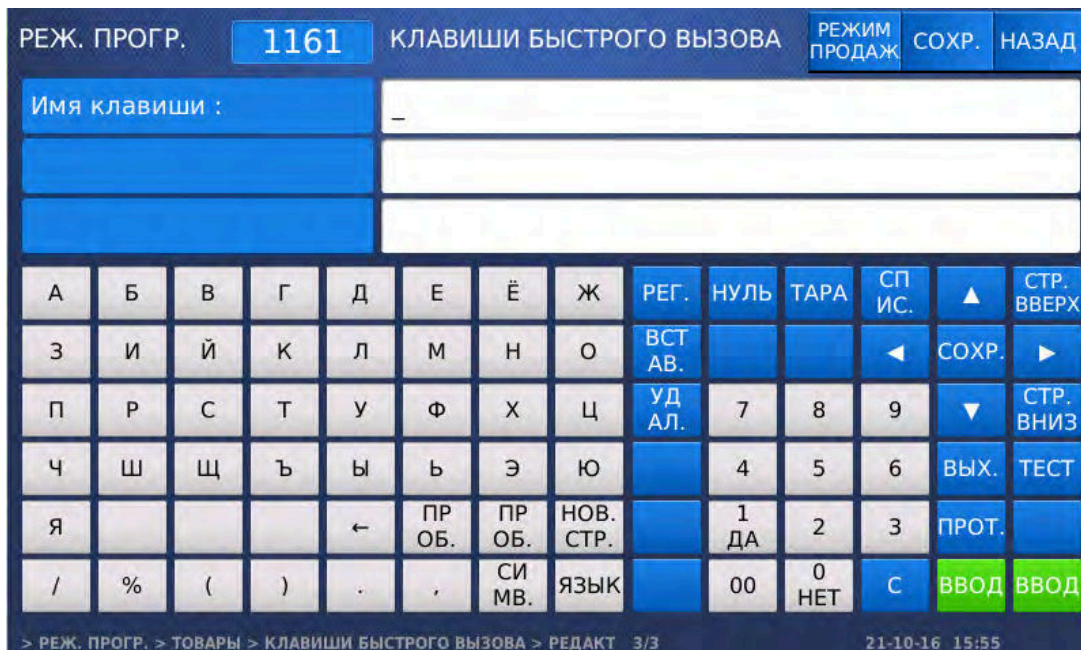 РЕЖ. ПРОГР. 1161 КЛАВИШИ БЫСТРОГО ВЫЗОВА РЕЖИМ ПРОДАЖ СОХР. НАЗАД
Имя клавиши : _
А Б В Г Д Е Ё Ж РЕГ. НУЛЬ ТАРА СП ИС. ▲ СТР. ВВЕРХ
З И Й К Л М Н О ВСТ АВ. ◄ СОХР. ►
П Р С Т У Ф Х Ц УД АЛ. 7 8 9 ▼ СТР. ВНИЗ
Ч Ш Щ Ъ Ы Ь Э Ю 4 5 6 ВЫХ. ТЕСТ
Я ← ПР ОБ. ПР ОБ. НОВ. СТР. 1 ДА 2 3 ПРОТ.
/ % ( ) . , СИ МВ. ЯЗЫК 00 0 НЕТ С ВВОД ВВОД
> РЕЖ. ПРОГР. > ТОВАРЫ > КЛАВИШИ БЫСТРОГО ВЫЗОВА > РЕДАКТ 3/3 21-10-16 15:55